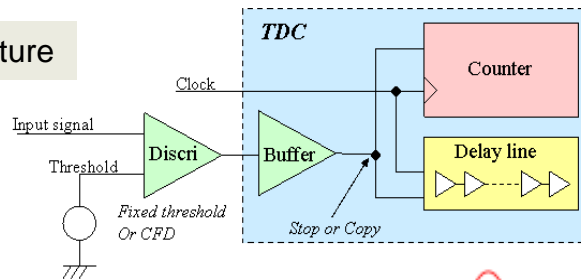 ture
TDC
Counter
Clock
Input signal
Discri
Buffer
Delay line
Threshold
Fixed threshold
Or CFD
Stop or Copy